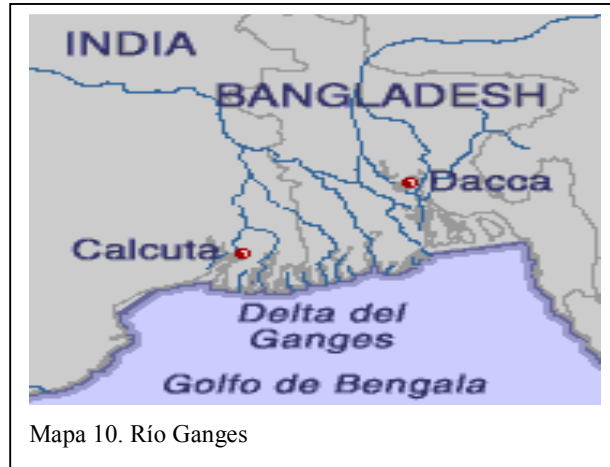 INDIA
BANGLADESH
Dacca
Calcuta
Delta del
Ganges
Golfo de Bengala
Mapa 10. Río Ganges